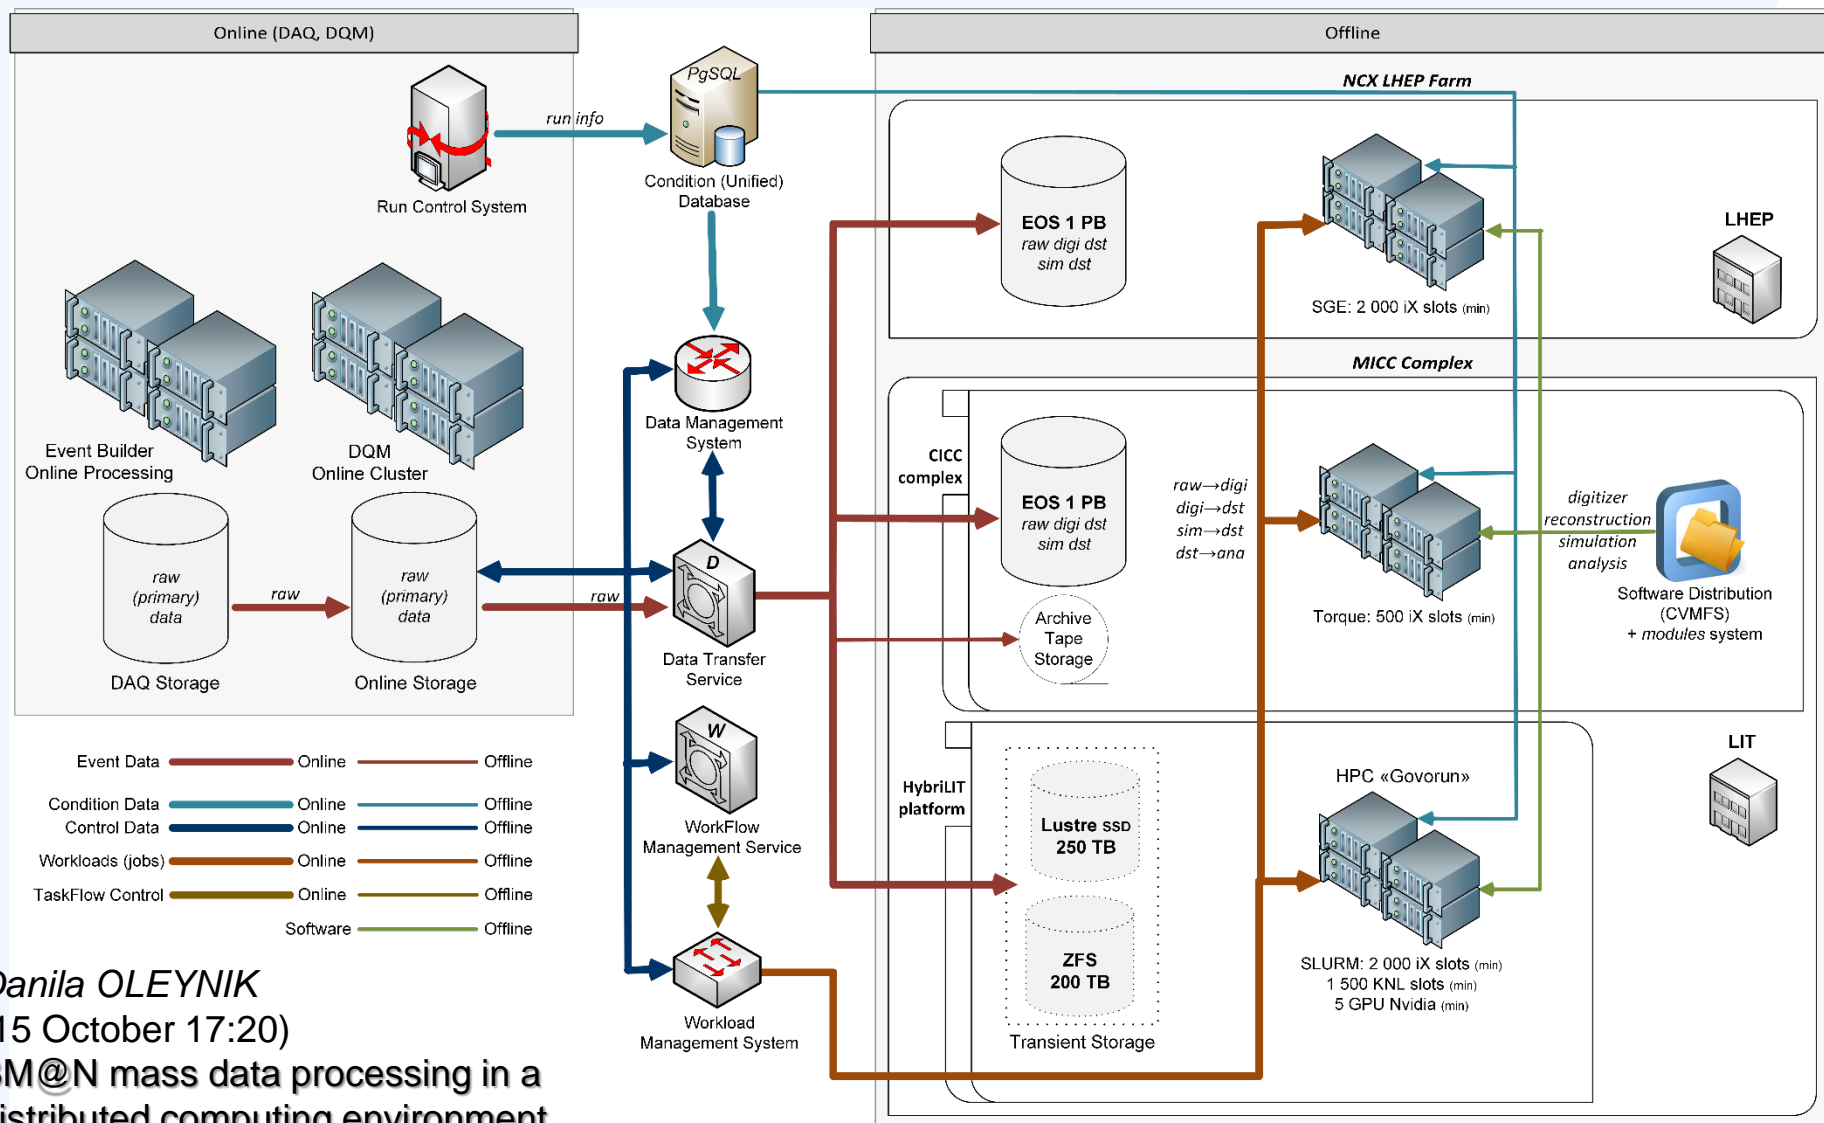 Online (DAQ, DQM)
Offline
PgSQL
run info
Run Control System
Condition (Unified)
Database
NCX LHEP Farm
EOS 1 PB
raw digi dst
sim dst
SGE: 2 000 iX slots (min)
LHEP
Event Builder
Online Processing
DQM
Online Cluster
Data Management
System
MICC Complex
CICC
complex
EOS 1 PB
raw digi dst
sim dst
raw→digi
digi→dst
sim→dst
dst→ana
digitizer
reconstruction
simulation
analysis
raw
(primary)
data
raw
raw
(primary)
data
raw
D
DAQ Storage
Online Storage
Data Transfer
Service
Archive
Tape
Storage
Torque: 500 iX slots (min)
Software Distribution
(CVMFS)
+ modules system
W
WorkFlow
Management Service
HybriLIT
platform
Lustre SSD
250 TB
ZFS
200 TB
Transient Storage
HPC «Govorun»
SLURM: 2 000 iX slots (min)
1 500 KNL slots (min)
5 GPU Nvidia (min)
LIT
Workload
Management System
Event Data Online Offline
Condition Data Online Offline
Control Data Online Offline
Workloads (jobs) Online Offline
TaskFlow Control Online Offline
Software Offline
Danila OLEYNIK
15 October 17:20)
BM@N mass data processing in a
distributed computing environment